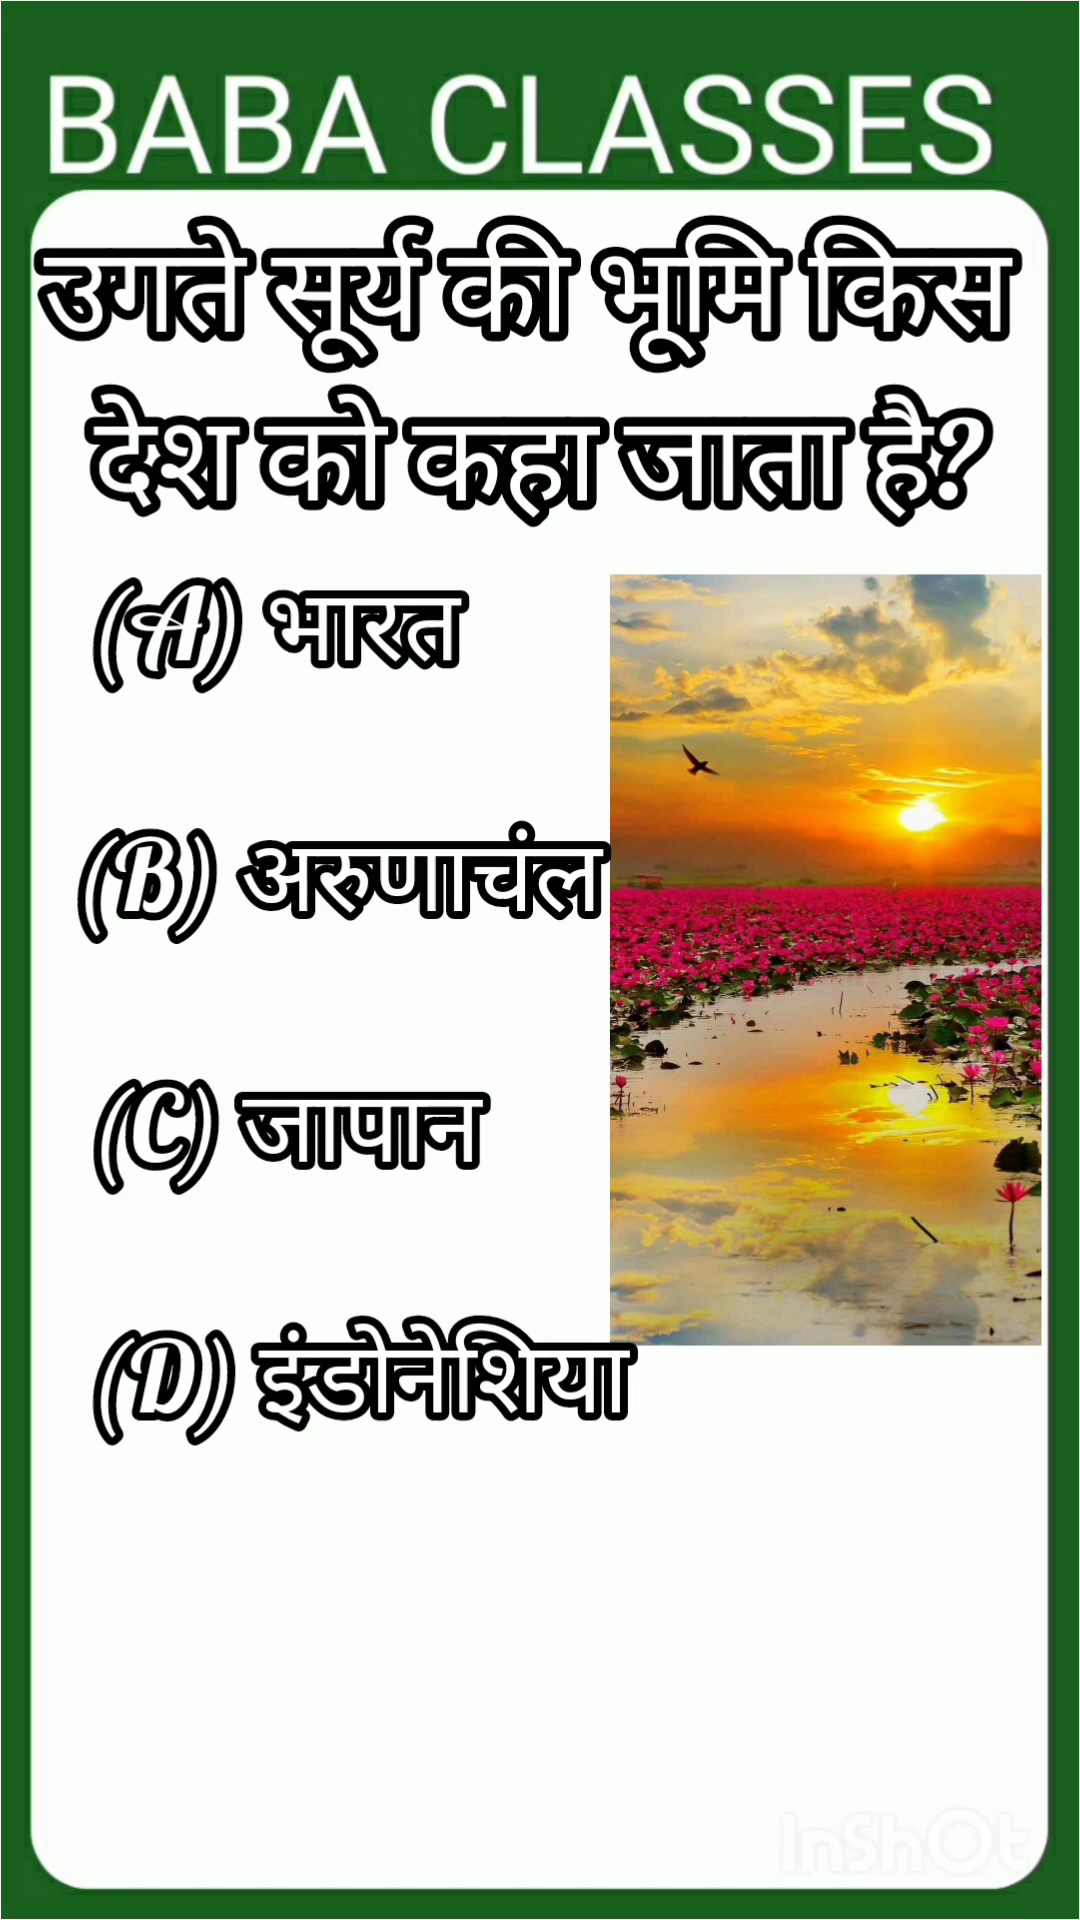 BABA CLASSES
उगते सूर्य की भूमि किस
देश को कहा जाता है?
(A) भारत
(B) अरुणाचंल
(C) जापान
(D) इंडोनेशिया
InShOt